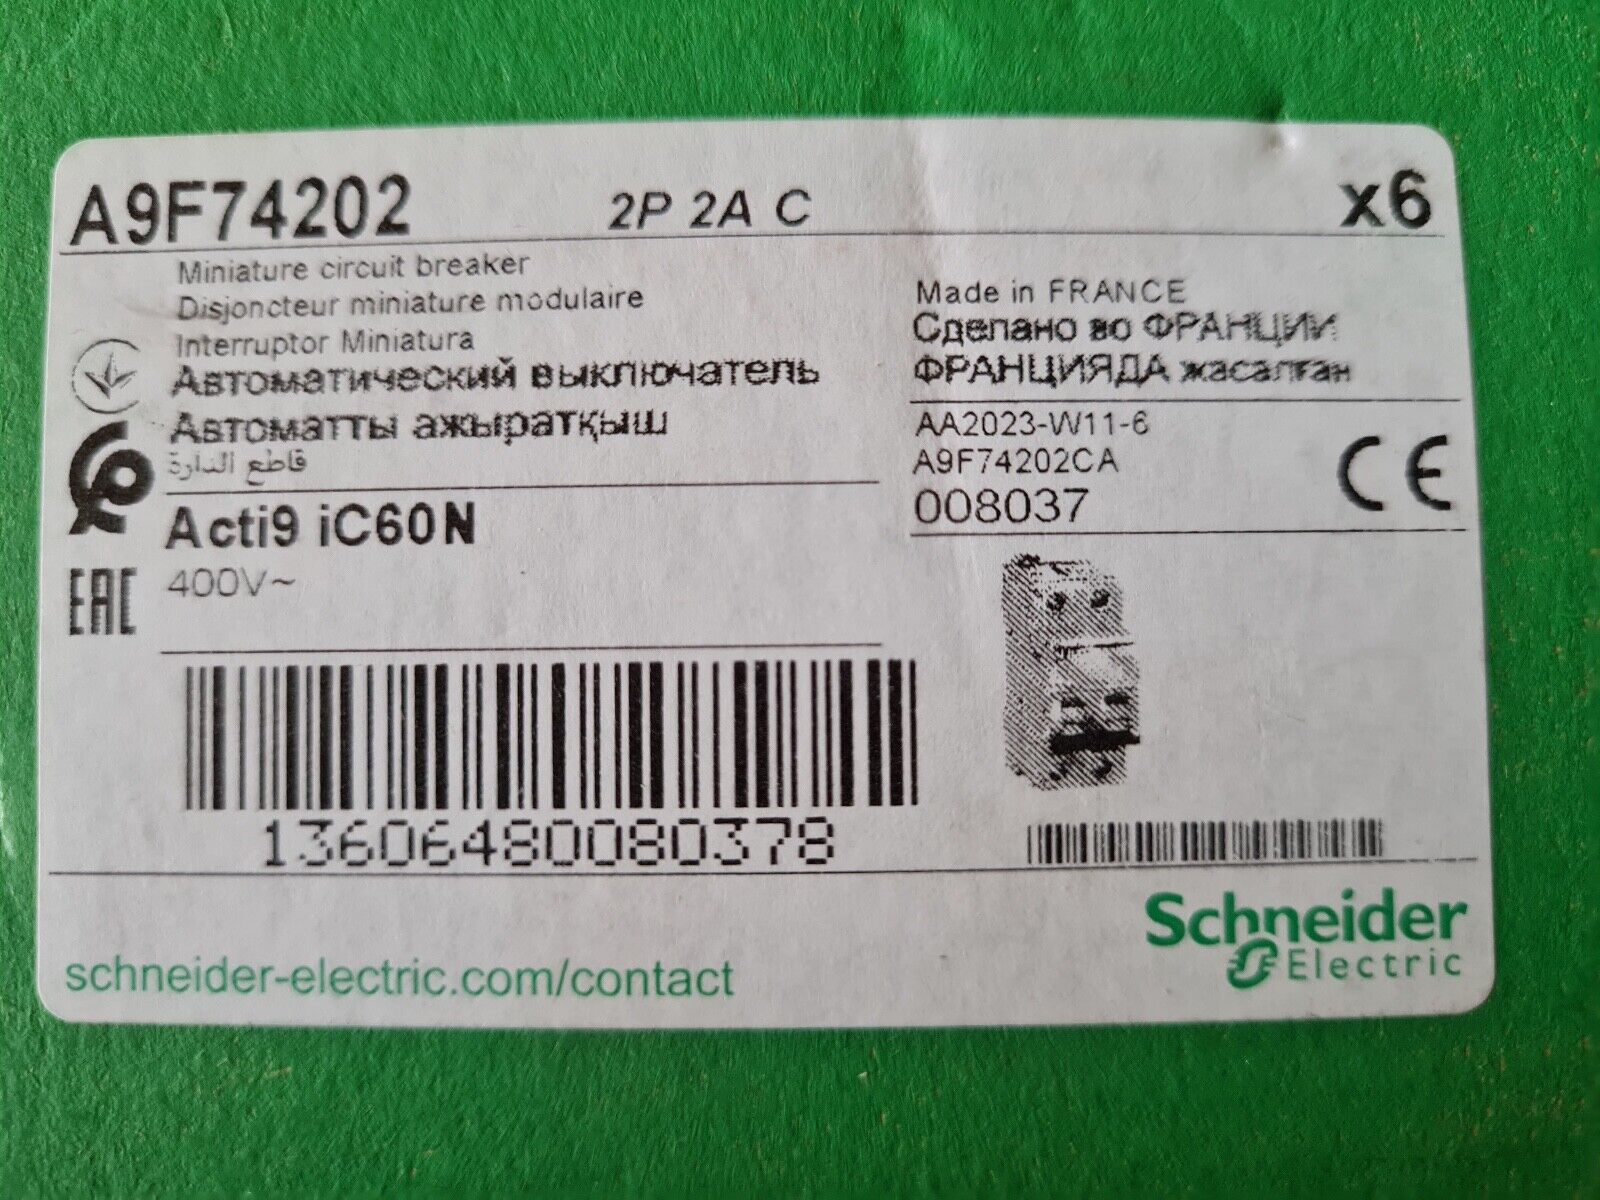 A9F74202 2P 2A C x6
Miniature circuit breaker
Disjoncteur miniature modulaire
Interruptor Miniatura
Автоматический выключатель
Автоматты ажыратқыш
قاطع الدارة
Made in FRANCE
Сделано во ФРАНЦИИ
ФРАНЦИЯДА жасалған
AA2023-W11-6
A9F74202CA
008037
CE
Acti9 iC60N
400V~
EAC
13606480080378
schneider-electric.com/contact
Schneider
Electric